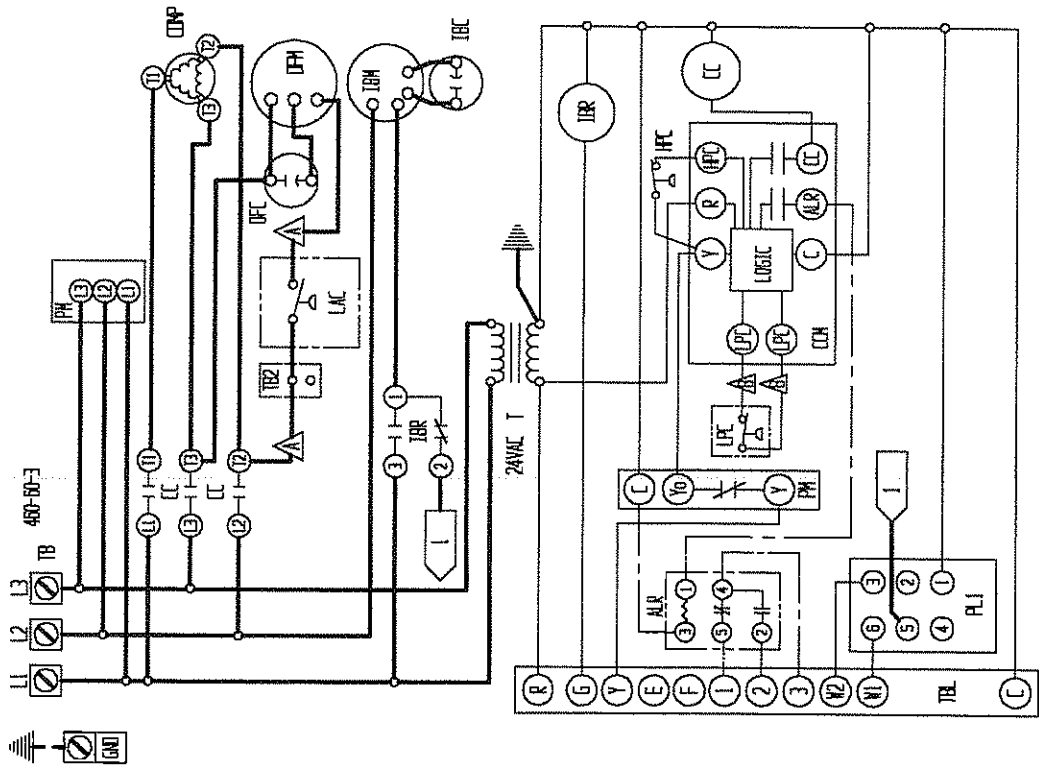 COMP
T1
T2
T3
OFM
IBM
IBC
OFC
A
LAC
TB2
A
PM
L3
L2
L1
T1
T3
T2
CC
CC
L1
L3
L2
460-60-3
TB
L3
L2
L1
GND
1
3
IBR
2
1
24VAC T
IBR
CC
HPC
HPC
R
Y
CC
ALR
C
LOGIC
LPC
LPC
CCM
B
B
LPC
C
Yo
Y
PM
ALR
1
3
4
5
2
1
3
2
1
6
5
4
PL1
R
G
Y
E
F
1
2
3
W2
W1
TBL
C